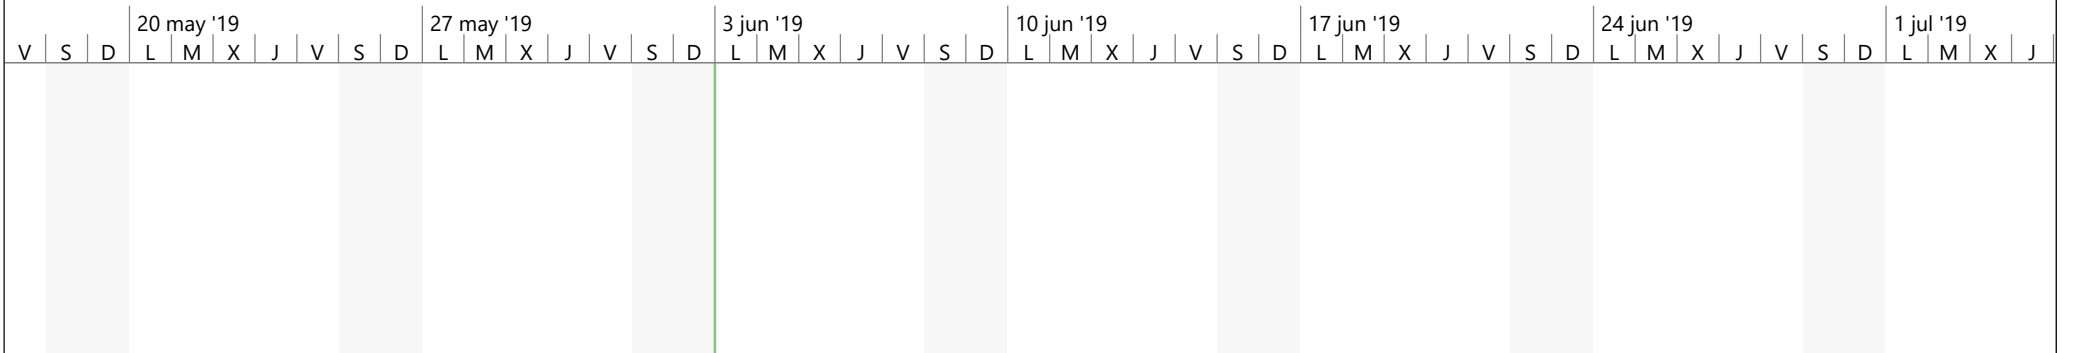 20 may '19 27 may '19 3 jun '19 10 jun '19 17 jun '19 24 jun '19 1 jul '19
V S D L M X J V S D L M X J V S D L M X J V S D L M X J V S D L M X J V S D L M X J V S D L M X J